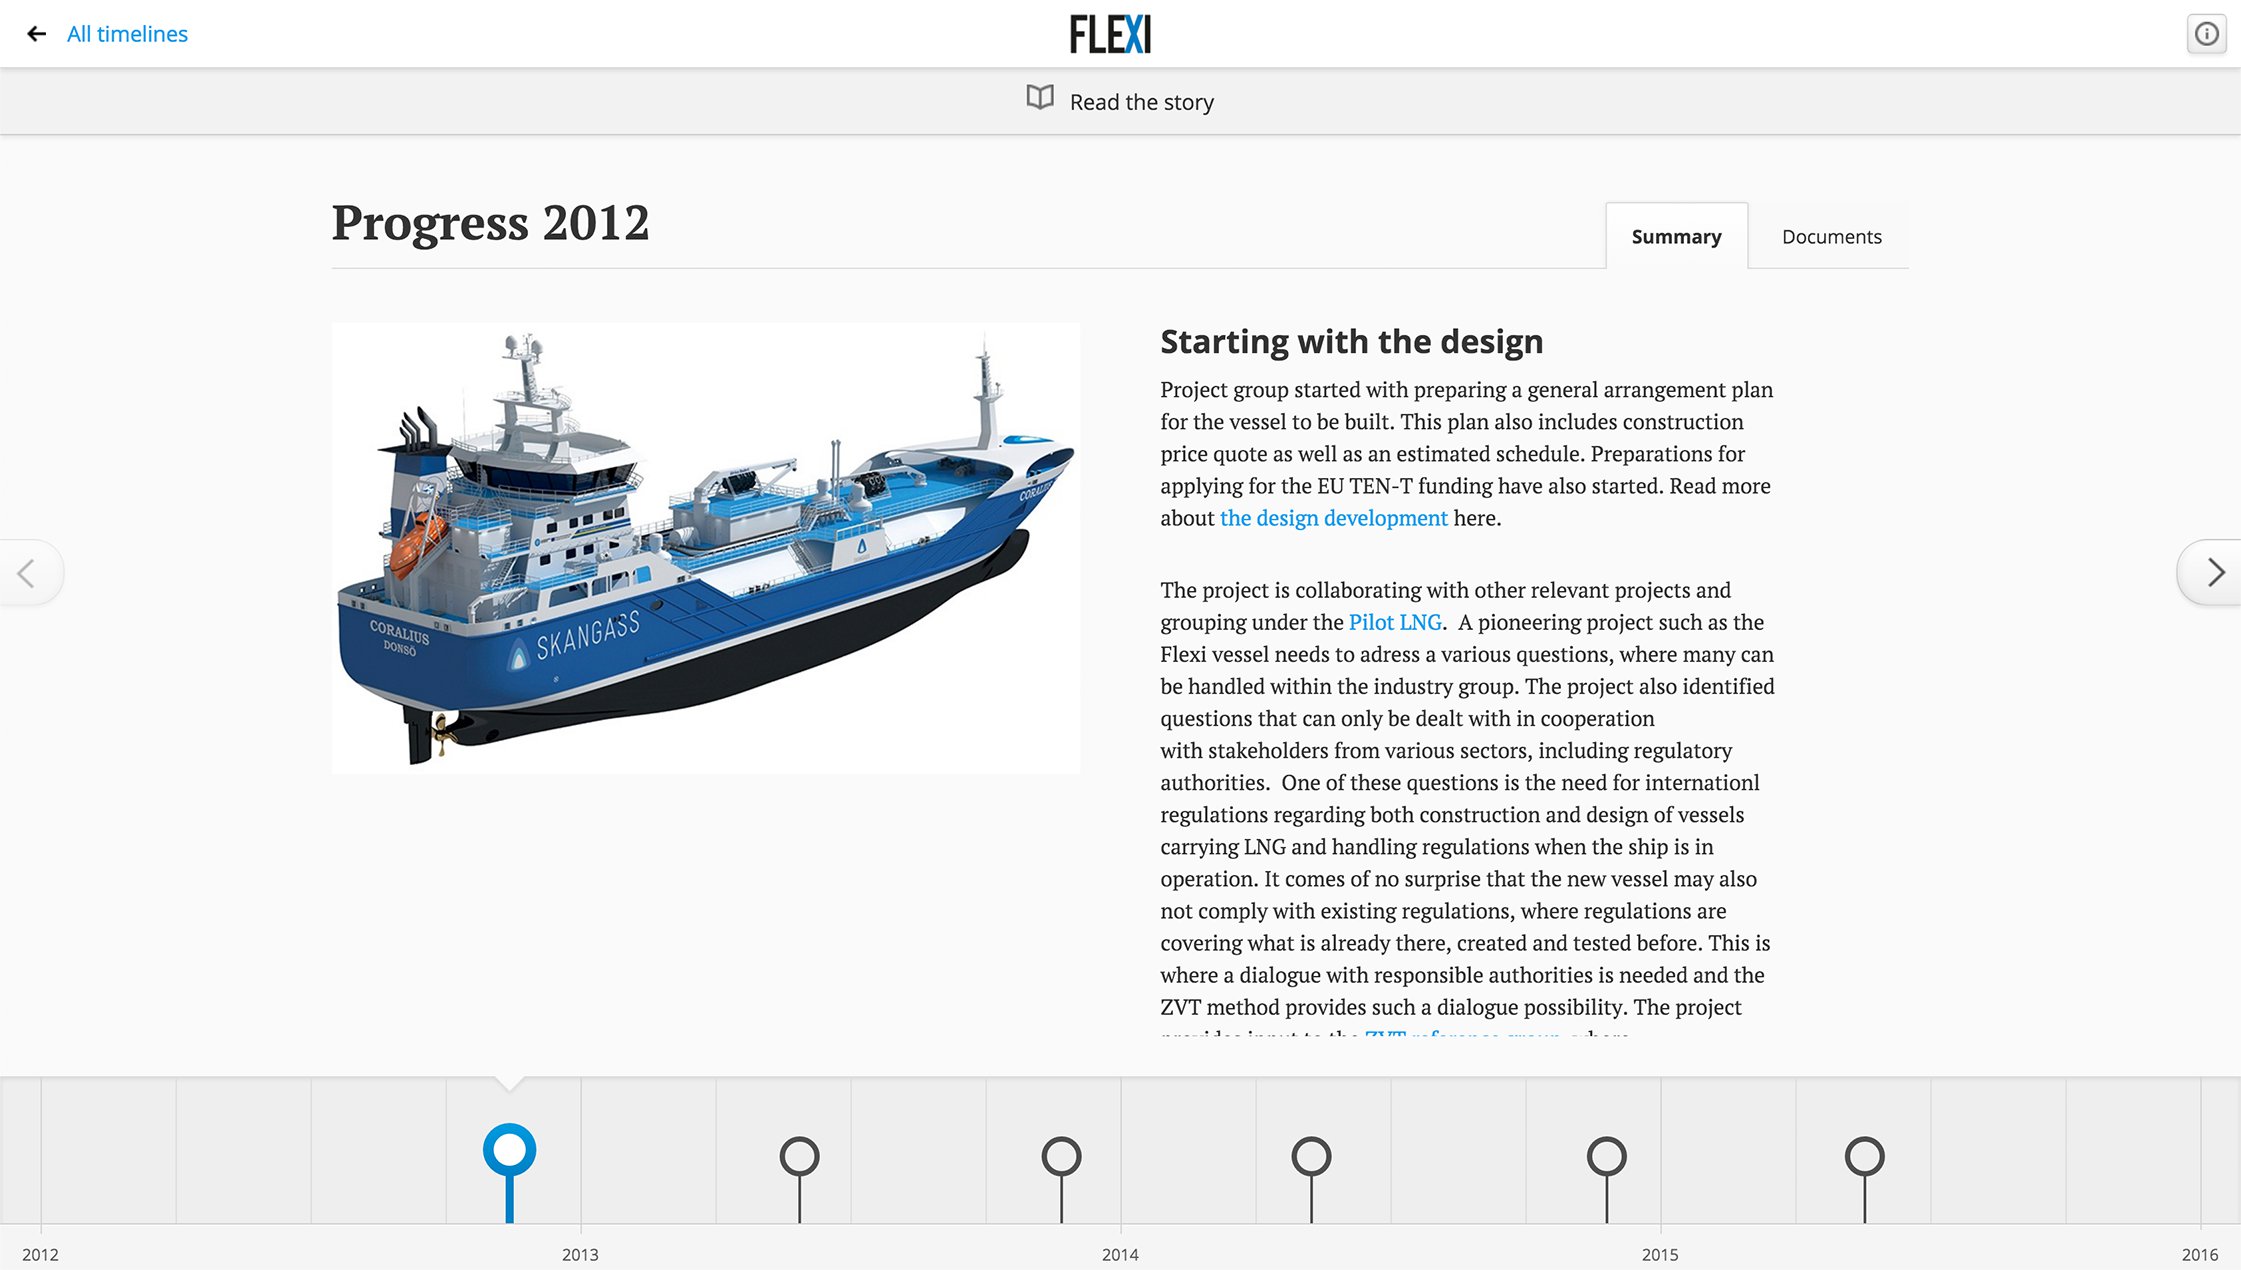 All timelines
FLEXI
Read the story
Progress 2012
Summary
Documents
CORALIUS
DONSÖ
SKANGASS
Starting with the design
Project group started with preparing a general arrangement plan
for the vessel to be built. This plan also includes construction
price quote as well as an estimated schedule. Preparations for
applying for the EU TEN-T funding have also started. Read more
about the design development here.
The project is collaborating with other relevant projects and
grouping under the Pilot LNG.  A pioneering project such as the
Flexi vessel needs to adress a various questions, where many can
be handled within the industry group. The project also identified
questions that can only be dealt with in cooperation
with stakeholders from various sectors, including regulatory
authorities.  One of these questions is the need for internationl
regulations regarding both construction and design of vessels
carrying LNG and handling regulations when the ship is in
operation. It comes of no surprise that the new vessel may also
not comply with existing regulations, where regulations are
covering what is already there, created and tested before. This is
where a dialogue with responsible authorities is needed and the
ZVT method provides such a dialogue possibility. The project
provides input to the ZVT reference group, where
2012
2013
2014
2015
2016